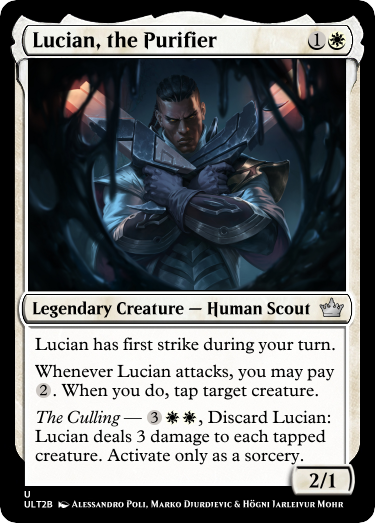 Lucian, the Purifier 1
Legendary Creature — Human Scout
Lucian has first strike during your turn.
Whenever Lucian attacks, you may pay
2. When you do, tap target creature.
The Culling — 3, Discard Lucian:
Lucian deals 3 damage to each tapped
creature. Activate only as a sorcery.
2/1
U
ULT2B Alessandro Poli, Marko Djurdjevic & Högni Jarleivur Mohr